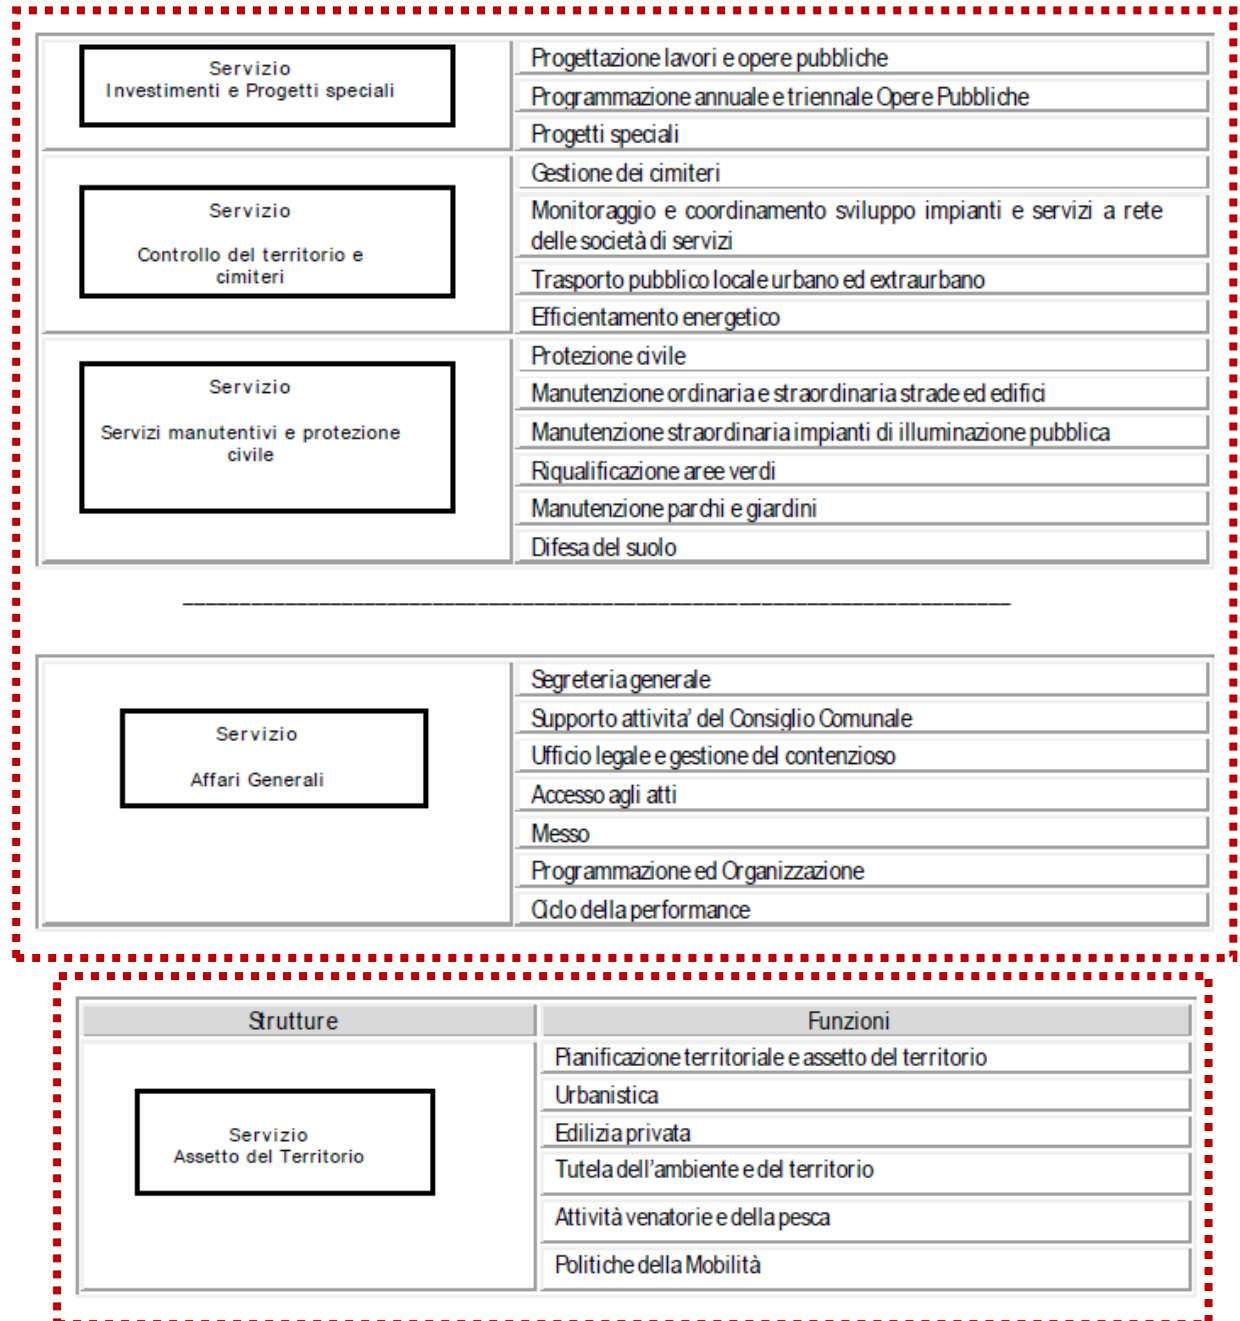 Servizio
Investimenti e Progetti speciali
Progettazione lavori e opere pubbliche
Programmazione annuale e triennale Opere Pubbliche
Progetti speciali
Servizio
Controllo del territorio e
cimiteri
Gestione dei cimiteri
Monitoraggio e coordinamento sviluppo impianti e servizi a rete
delle società di servizi
Trasporto pubblico locale urbano ed extraurbano
Efficientamento energetico
Servizio
Servizi manutentivi e protezione
civile
Protezione civile
Manutenzione ordinaria e straordinaria strade ed edifici
Manutenzione straordinaria impianti di illuminazione pubblica
Riqualificazione aree verdi
Manutenzione parchi e giardini
Difesa del suolo
Servizio
Affari Generali
Segreteria generale
Supporto attivita' del Consiglio Comunale
Ufficio legale e gestione del contenzioso
Accesso agli atti
Messo
Programmazione ed Organizzazione
Ciclo della performance
Strutture
Funzioni
Servizio
Assetto del Territorio
Pianificazione territoriale e assetto del territorio
Urbanistica
Edilizia privata
Tutela dell'ambiente e del territorio
Attività venatorie e della pesca
Politiche della Mobilità